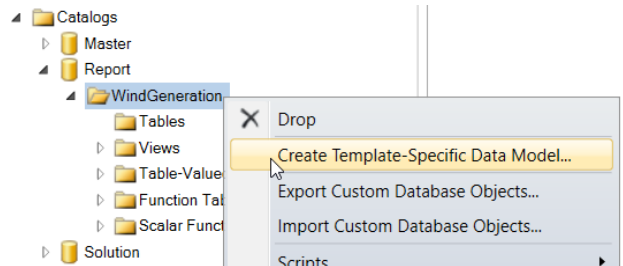 Catalogs
Master
Report
WindGeneration
Tables
Drop
Views
Create Template-Specific Data Model...
Table-Value
Export Custom Database Objects...
Function Tab
Import Custom Database Objects...
Scalar Funct
Solution
Scripts